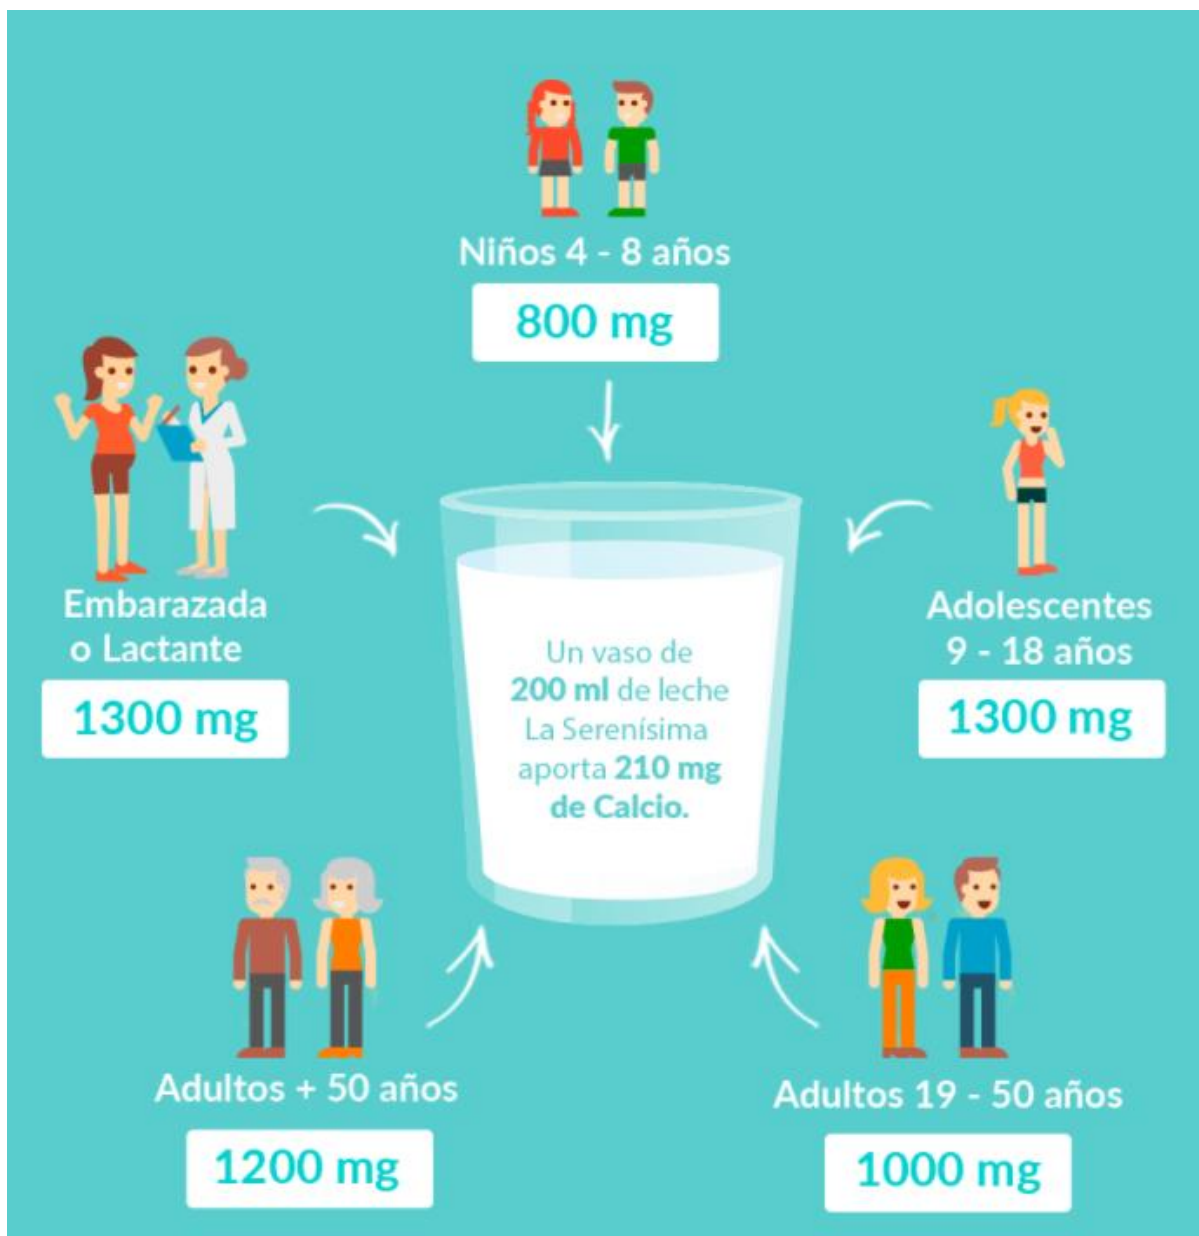 Niños 4 - 8 años
800 mg
Embarazada
o Lactante
1300 mg
Adolescentes
9 - 18 años
1300 mg
Un vaso de
200 ml de leche
La Serenísima
aporta 210 mg
de Calcio.
Adultos + 50 años
1200 mg
Adultos 19 - 50 años
1000 mg